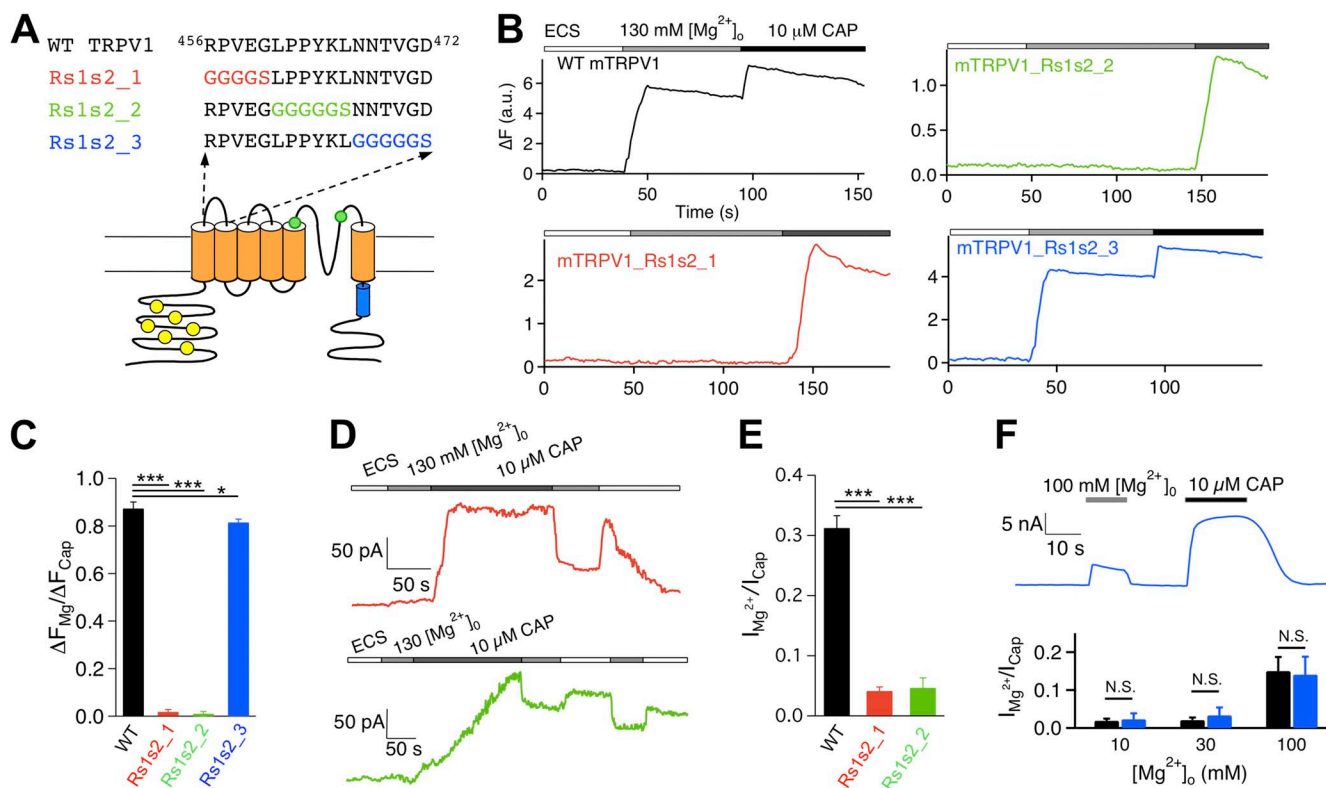 A
WT TRPV1 456RPVEGLPPYKLNNTVGD472
Rs1s2_1 GGGGSLPPYKLNNTVGD
Rs1s2_2 RPVEGGGGGGSNNTVGD
Rs1s2_3 RPVEGLPPYKLGGGGGS
B
ECS 130 mM [Mg2+]o 10 μM CAP
WT mTRPV1
ΔF (a.u.)
6
4
2
0
0 50 100 150
Time (s)
mTRPV1_Rs1s2_2
1.0
0.5
0.0
0 50 100 150
mTRPV1_Rs1s2_1
2
1
0
0 50 100 150
mTRPV1_Rs1s2_3
4
2
0
0 50 100
C
ΔFMg/ΔFCap
1.0
0.8
0.6
0.4
0.2
0.0
***
***
*
WT
Rs1s2_1
Rs1s2_2
Rs1s2_3
D
ECS 130 mM [Mg2+]o 10 μM CAP
50 pA
50 s
ECS 130 [Mg2+]o 10 μM CAP
50 pA
50 s
E
IMg2+/ICap
0.4
0.3
0.2
0.1
0.0
***
***
WT
Rs1s2_1
Rs1s2_2
F
100 mM [Mg2+]o 10 μM CAP
5 nA
10 s
IMg2+/ICap
0.2
0.1
0.0
N.S.
N.S.
N.S.
10 30 100
[Mg2+]o (mM)